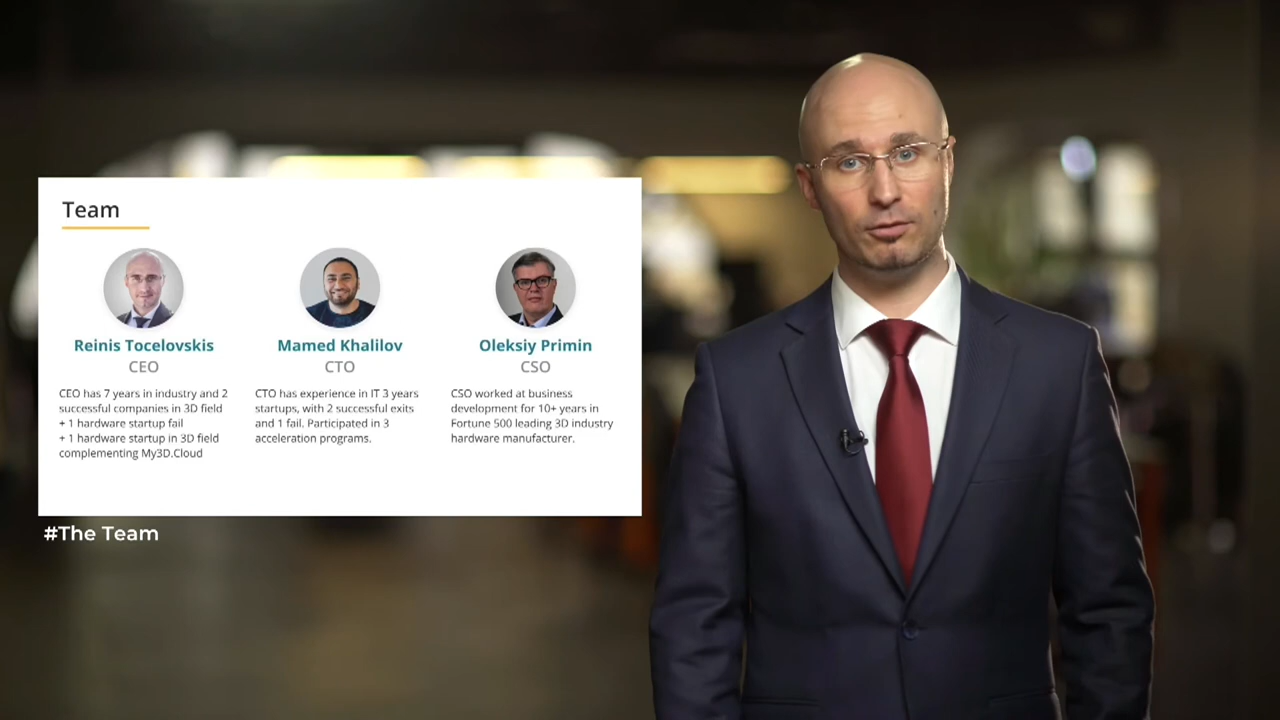 Team
Reinis Tocelovskis
CEO
CEO has 7 years in industry and 2
successful companies in 3D field
+ 1 hardware startup fail
+ 1 hardware startup in 3D field
complementing My3D.Cloud
Mamed Khalilov
CTO
CTO has experience in IT 3 years
startups, with 2 successful exits
and 1 fail. Participated in 3
acceleration programs.
Oleksiy Primin
CSO
CSO worked at business
development for 10+ years in
Fortune 500 leading 3D industry
hardware manufacturer.
#The Team